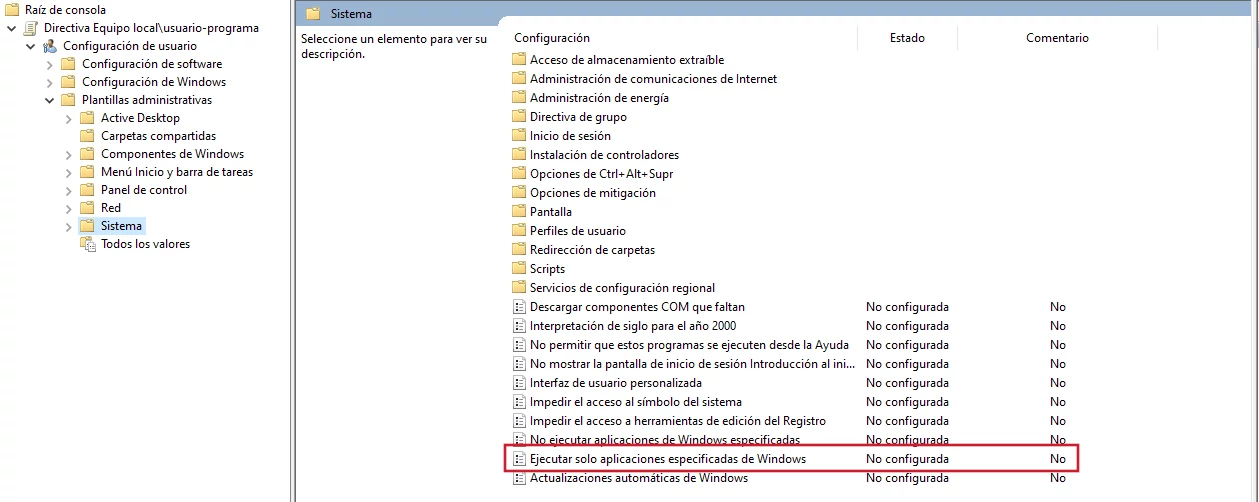 Raíz de consola
Directiva Equipo local\usuario-programa
Configuración de usuario
Configuración de software
Configuración de Windows
Plantillas administrativas
Active Desktop
Carpetas compartidas
Componentes de Windows
Menú Inicio y barra de tareas
Panel de control
Red
Sistema
Todos los valores
Sistema
Seleccione un elemento para ver su
descripción.
Configuración Estado Comentario
Acceso de almacenamiento extraíble
Administración de comunicaciones de Internet
Administración de energía
Directiva de grupo
Inicio de sesión
Instalación de controladores
Opciones de Ctrl+Alt+Supr
Opciones de mitigación
Pantalla
Perfiles de usuario
Redirección de carpetas
Scripts
Servicios de configuración regional
Descargar componentes COM que faltan No configurada No
Interpretación de siglo para el año 2000 No configurada No
No permitir que estos programas se ejecuten desde la Ayuda No configurada No
No mostrar la pantalla de inicio de sesión Introducción al ini... No configurada No
Interfaz de usuario personalizada No configurada No
Impedir el acceso al símbolo del sistema No configurada No
Impedir el acceso a herramientas de edición del Registro No configurada No
No ejecutar aplicaciones de Windows especificadas No configurada No
Ejecutar solo aplicaciones especificadas de Windows No configurada No
Actualizaciones automáticas de Windows No configurada No